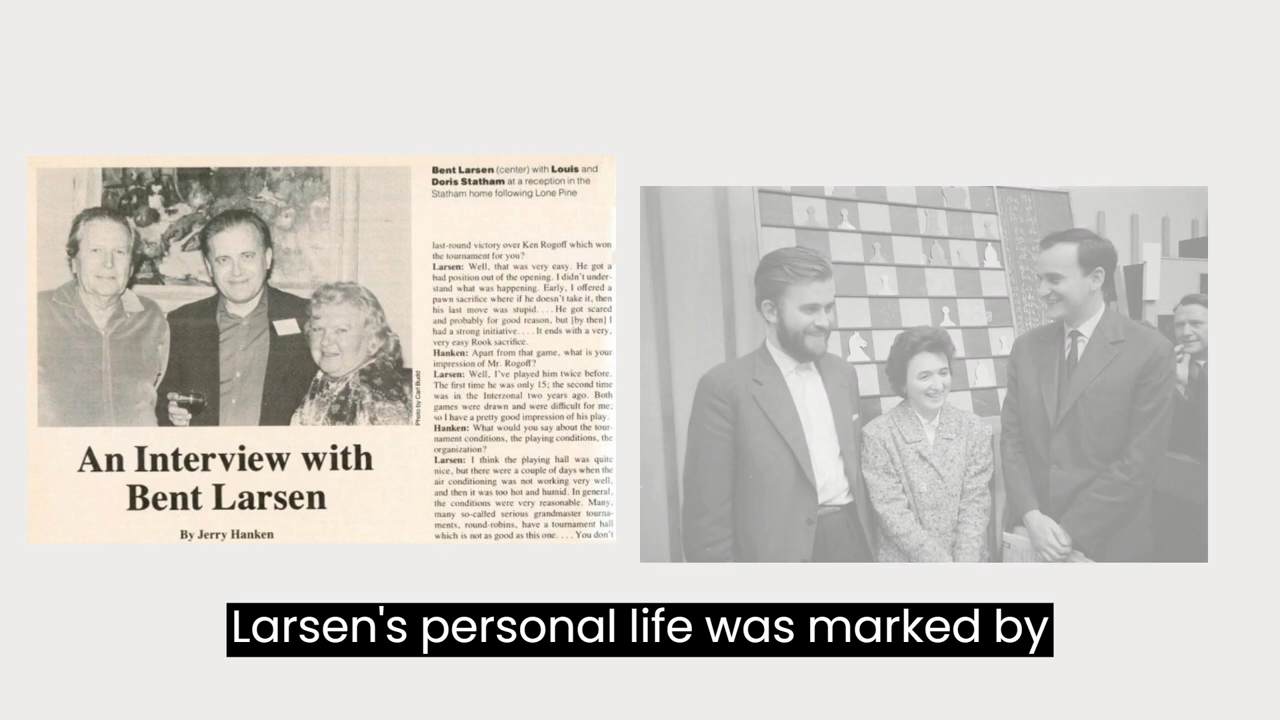 Bent Larsen (center) with Louis and
Doris Statham at a reception in the
Statham home following Lone Pine
Photo by Carl Budd
An Interview with
Bent Larsen
By Jerry Hanken
last-round victory over Ken Rogoff which won
the tournament for you?
Larsen: Well, that was very easy. He got a
bad position out of the opening. I didn't under-
stand what was happening. Early, I offered a
pawn sacrifice where if he doesn't take it, then
his last move was stupid. . . . He got scared
and probably for good reason, but [by then] I
had a strong initiative. . . . It ends with a very,
very easy Rook sacrifice.
Hanken: Apart from that game, what is your
impression of Mr. Rogoff?
Larsen: Well, I've played him twice before.
The first time he was only 15; the second time
was in the Interzonal two years ago. Both
games were drawn and were difficult for me;
so I have a pretty good impression of his play.
Hanken: What would you say about the tour-
nament conditions, the playing conditions, the
organization?
Larsen: I think the playing hall was quite
nice, but there were a couple of days when the
air conditioning was not working very well,
and then it was too hot and humid. In general,
the conditions were very reasonable. Many,
many so-called serious grandmaster tourna-
ments, round-robins, have a tournament hall
which is not as good as this one. . . . You don't
Larsen's personal life was marked by